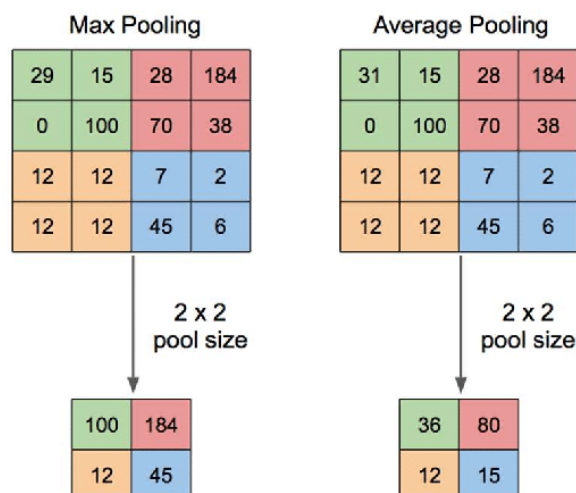 Max Pooling
29 15 28 184
0 100 70 38
12 12 7 2
12 12 45 6
2 x 2
pool size
100 184
12 45
Average Pooling
31 15 28 184
0 100 70 38
12 12 7 2
12 12 45 6
2 x 2
pool size
36 80
12 15